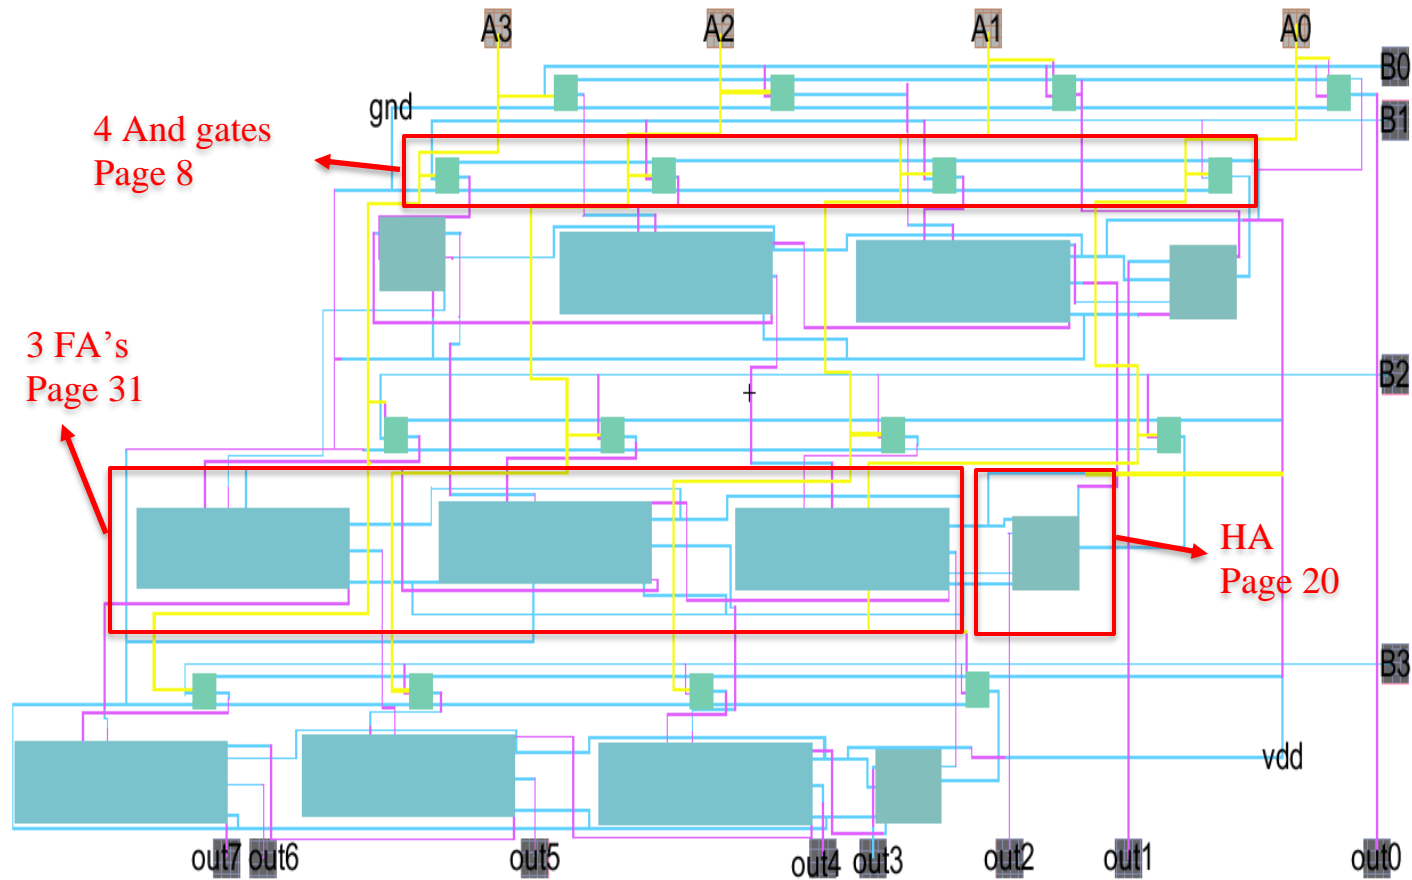 A3 A2 A1 A0
B0
gnd
B1
4 And gates
Page 8
3 FA’s
Page 31
B2
HA
Page 20
B3
vdd
out7 out6 out5 out4 out3 out2 out1 out0